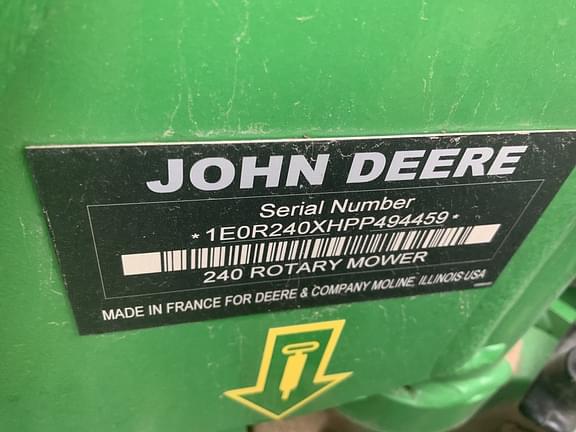 JOHN DEERE
Serial Number
*1E0R240XHPP494459*
240 ROTARY MOWER
MADE IN FRANCE FOR DEERE & COMPANY MOLINE, ILLINOIS USA